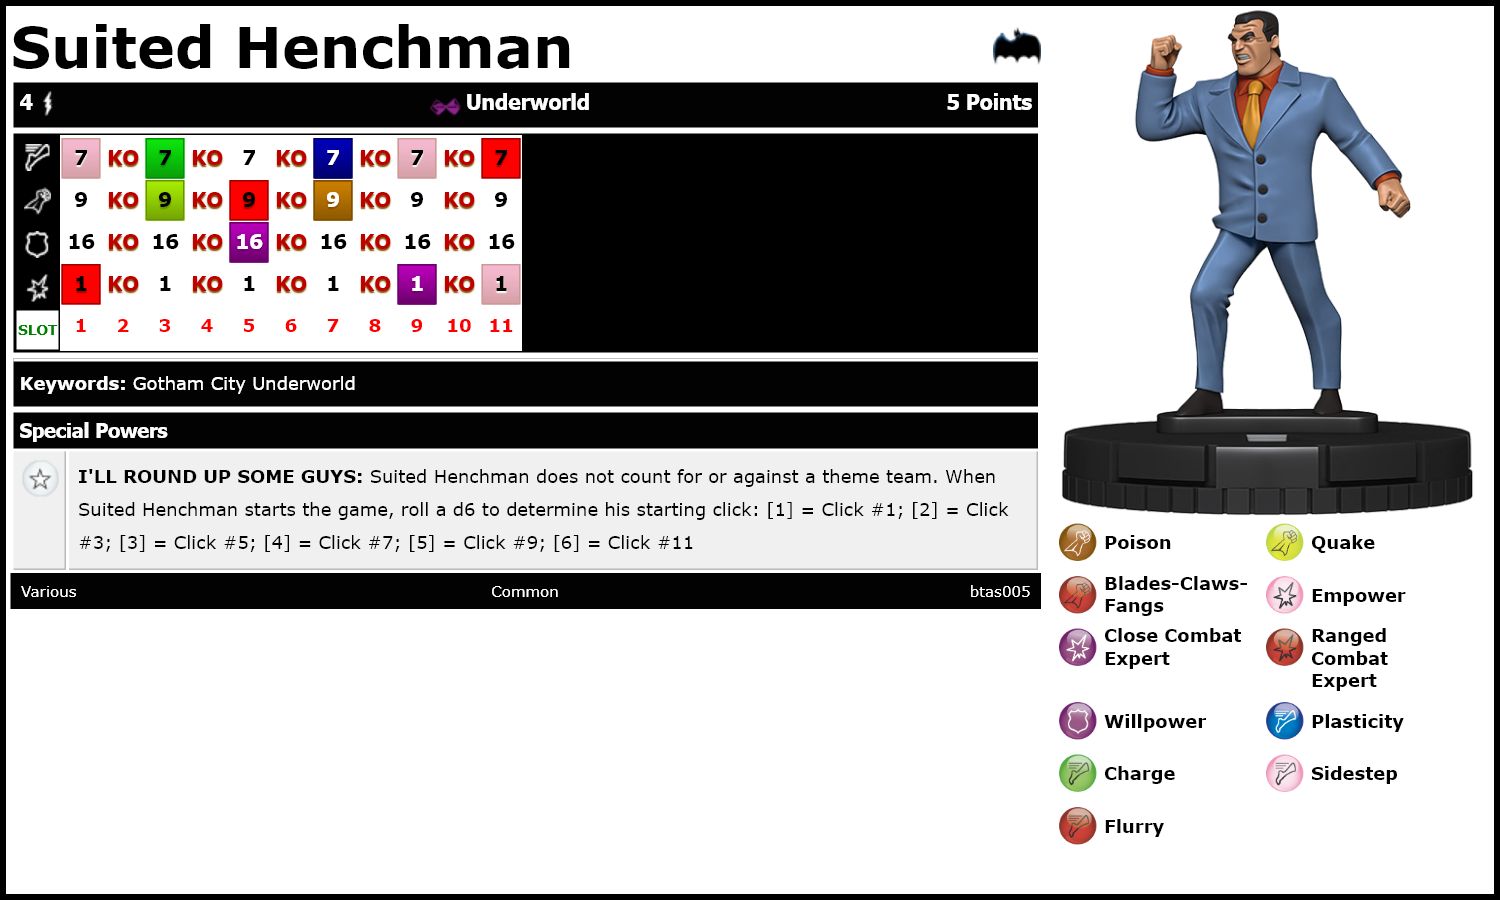 Suited Henchman
4 Underworld 5 Points
7 KO 7 KO 7 KO 7 KO 7 KO 7
9 KO 9 KO 9 KO 9 KO 9 KO 9
16 KO 16 KO 16 KO 16 KO 16 KO 16
1 KO 1 KO 1 KO 1 KO 1 KO 1
SLOT 1 2 3 4 5 6 7 8 9 10 11
Keywords: Gotham City Underworld
Special Powers
I'LL ROUND UP SOME GUYS: Suited Henchman does not count for or against a theme team. When
Suited Henchman starts the game, roll a d6 to determine his starting click: [1] = Click #1; [2] = Click
#3; [3] = Click #5; [4] = Click #7; [5] = Click #9; [6] = Click #11
Various Common btas005
Poison Quake
Blades-Claws-
Fangs
Empower
Close Combat
Expert
Ranged
Combat
Expert
Willpower Plasticity
Charge Sidestep
Flurry